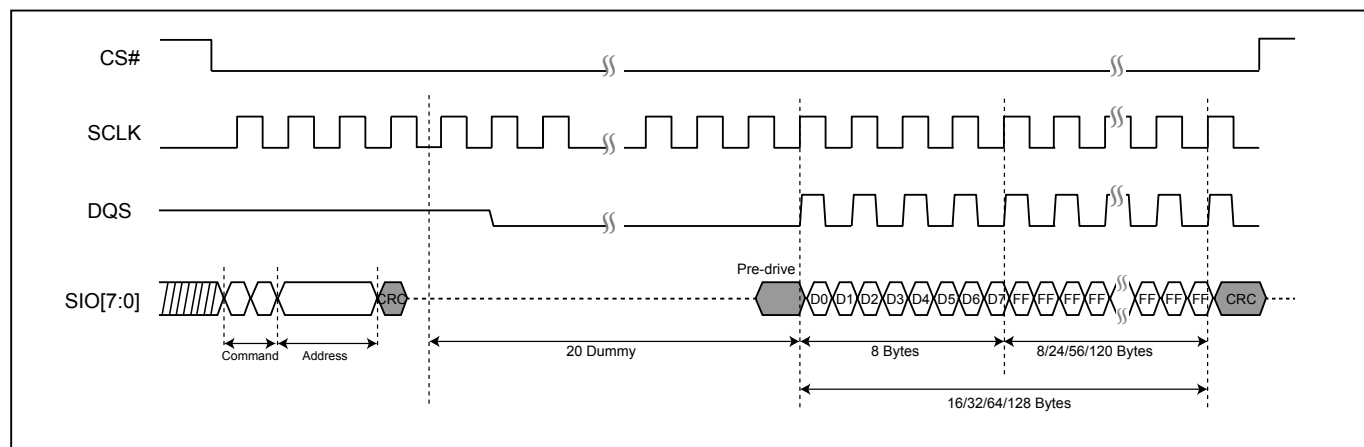 CS#
SCLK
DQS
Pre-drive
SIO[7:0]
CRC D0 D1 D2 D3 D4 D5 D6 D7 FF FF FF FF FF FF FF CRC
Command Address 20 Dummy 8 Bytes 8/24/56/120 Bytes
16/32/64/128 Bytes